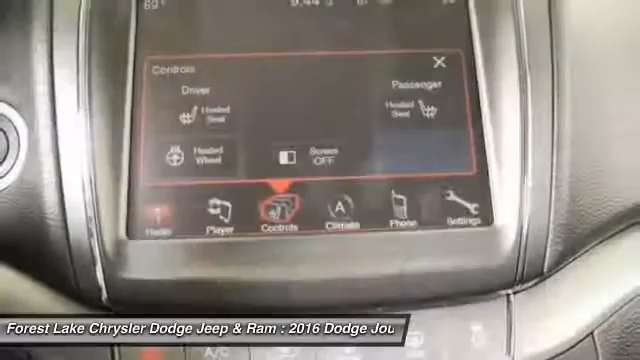 Controls
Driver Passenger
Heated Seat Heated Seat
Heated Wheel Screen OFF
Player Controls Climate Phone Settings
Forest Lake Chrysler Dodge Jeep & Ram : 2016 Dodge Jou
A/C